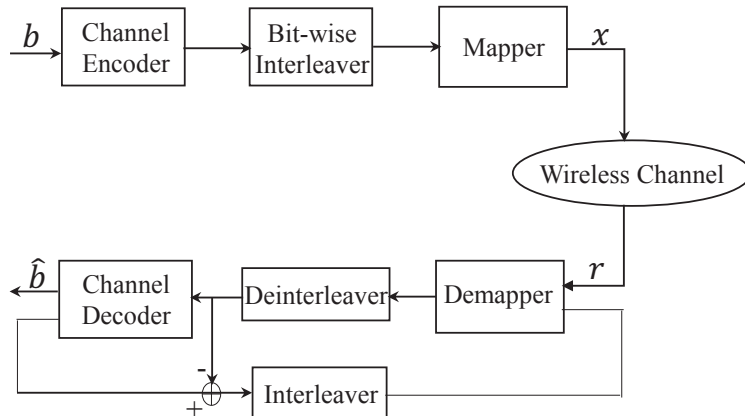 b
Channel
Encoder
Bit-wise
Interleaver
Mapper
x
Wireless Channel
r
Demapper
Deinterleaver
Channel
Decoder
b̂
-
+
Interleaver